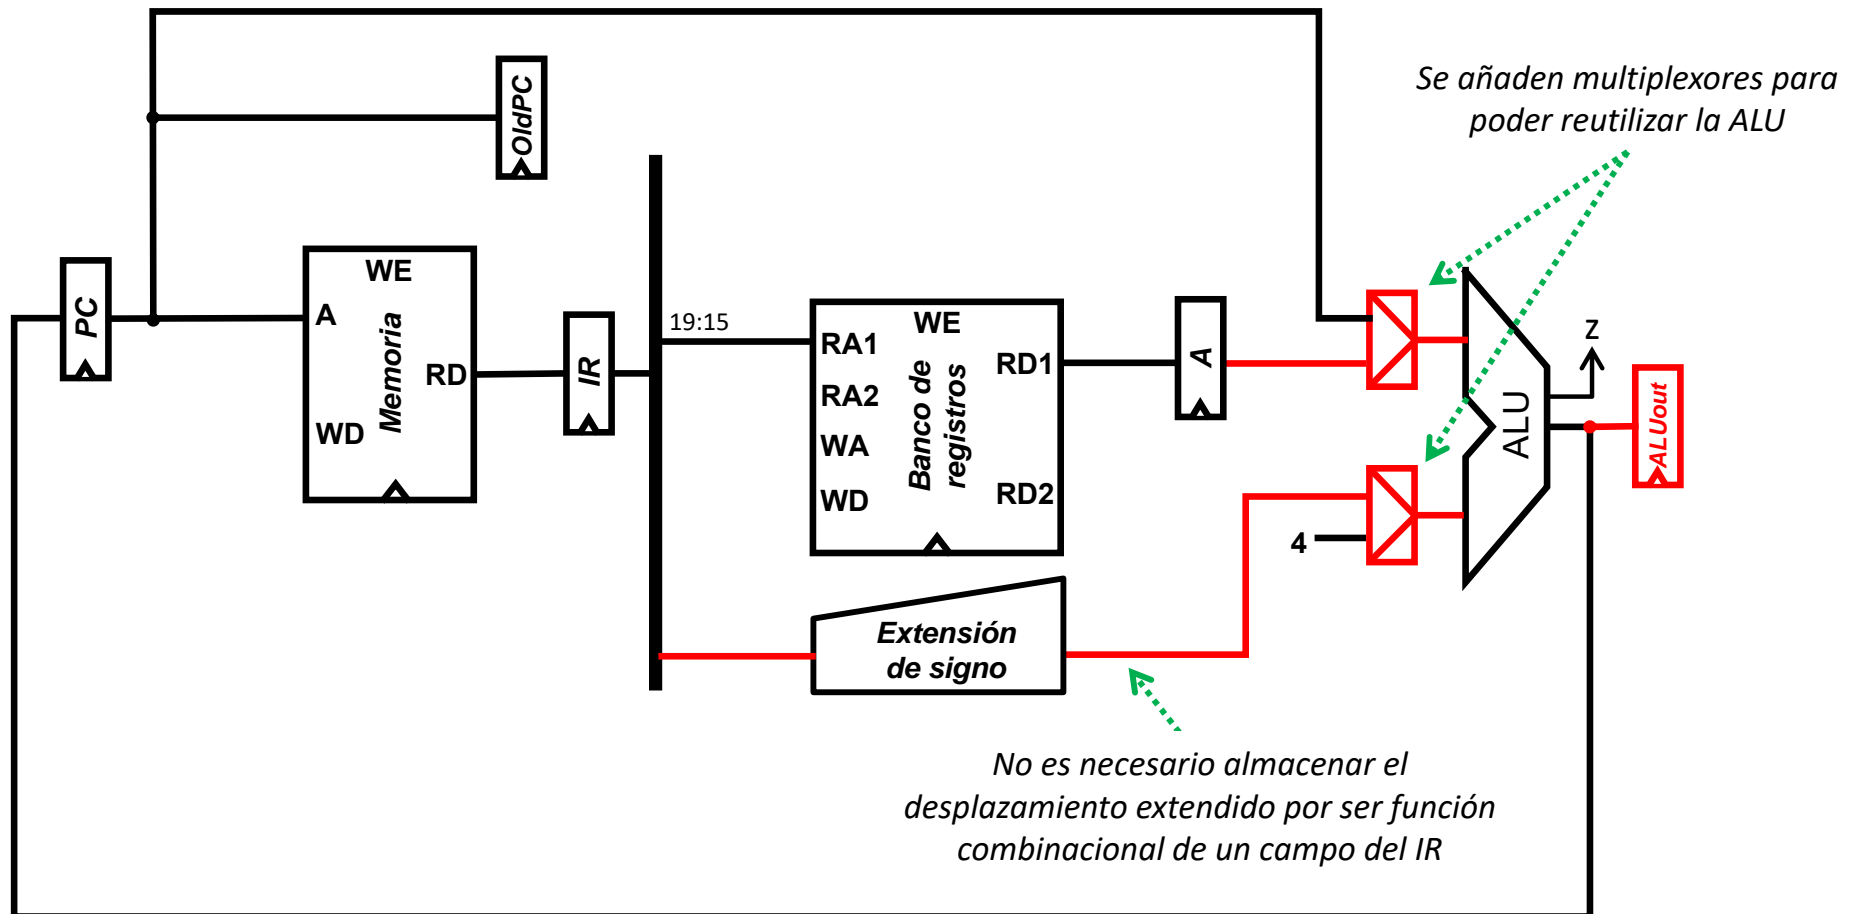 Se añaden multiplexores para
poder reutilizar la ALU
OldPC
PC
WE
A
Memoria
RD
WD
IR
19:15
WE
RA1
RD1
RA2
Banco de
registros
WA
WD
RD2
A
4
ALU
Z
ALUout
Extensión
de signo
No es necesario almacenar el
desplazamiento extendido por ser función
combinacional de un campo del IR